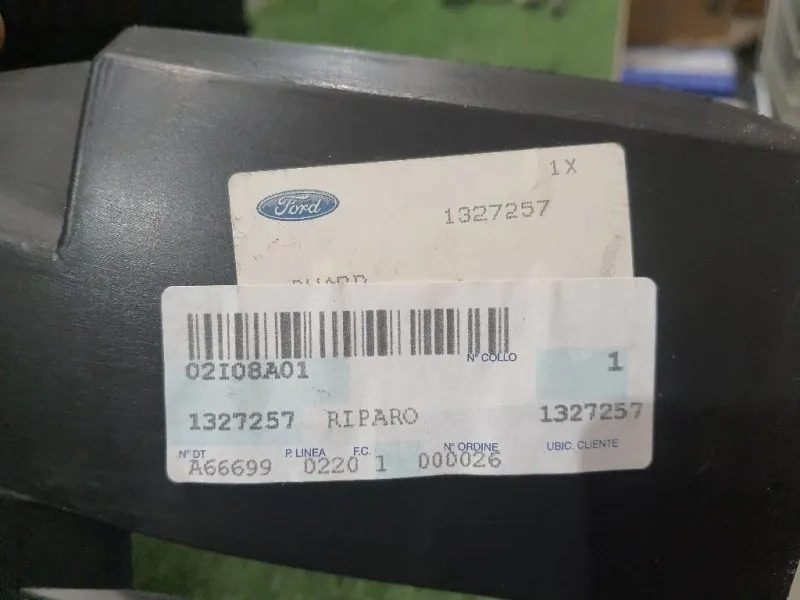 1X
Ford
1327257
02I08A01
N° COLLO
1
1327257 RIPARO
1327257
N° DT
P. LINEA
F.C.
N° ORDINE
UBIC. CLIENTE
A66699
0220
1
000026